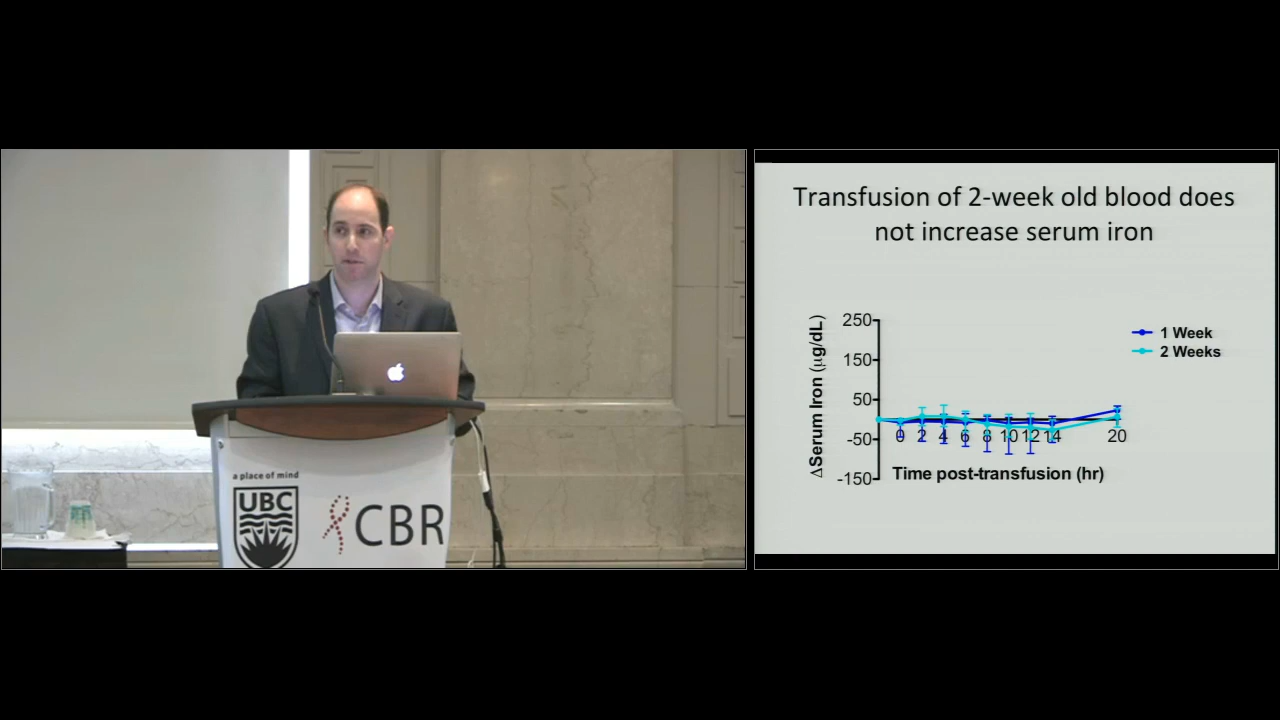 a place of mind
UBC
CBR
Transfusion of 2-week old blood does
not increase serum iron
ΔSerum Iron (µg/dL)
250
150
50
-50
-150
0 2 4 6 8 10 12 14 20
Time post-transfusion (hr)
1 Week
2 Weeks